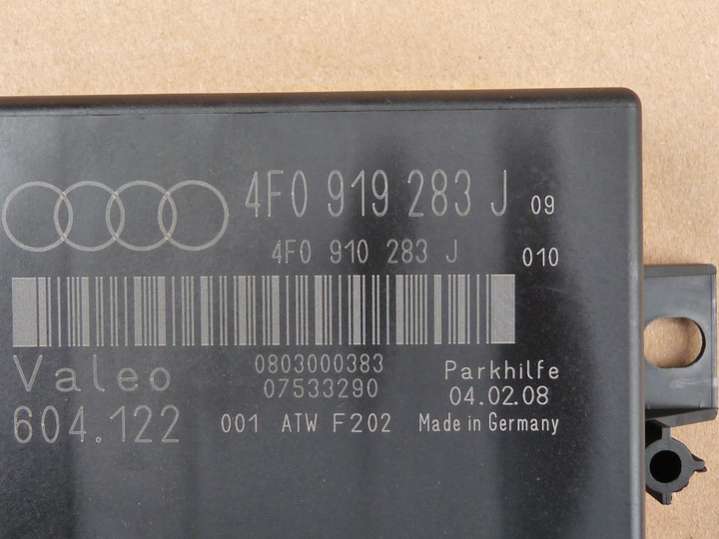 4F0 919 283 J 09
4F0 910 283 J 010
Valeo 0803000383 Parkhilfe
07533290 04.02.08
604.122 001 ATW F202 Made in Germany